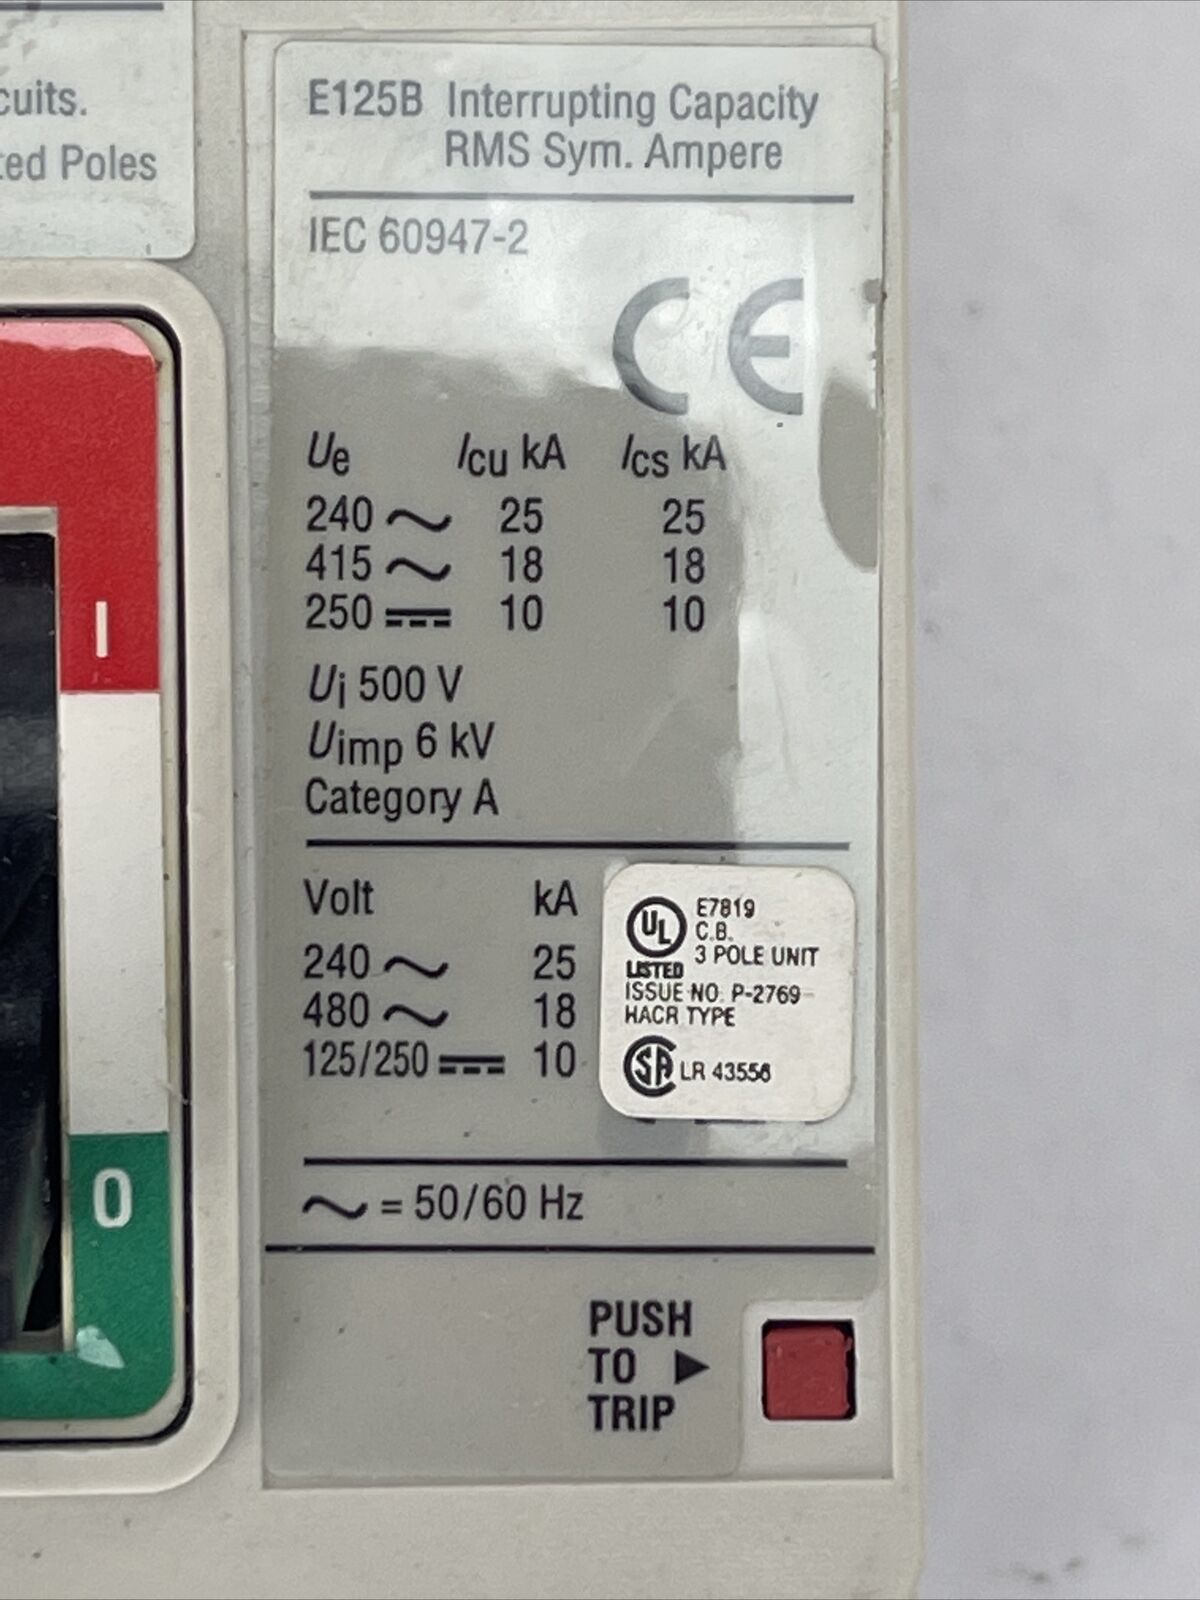 cuits.
ted Poles
E125B Interrupting Capacity
RMS Sym. Ampere
IEC 60947-2
CE
Ue Icu kA Ics kA
240 ~ 25 25
415 ~ 18 18
250 ⎓ 10 10
Ui 500 V
Uimp 6 kV
Category A
Volt kA
240 ~ 25
480 ~ 18
125/250 ⎓ 10
UL
LISTED
E7819
C.B.
3 POLE UNIT
ISSUE NO. P-2769
HACR TYPE
SA LR 43556
~ = 50/60 Hz
I
O
PUSH
TO ▶
TRIP